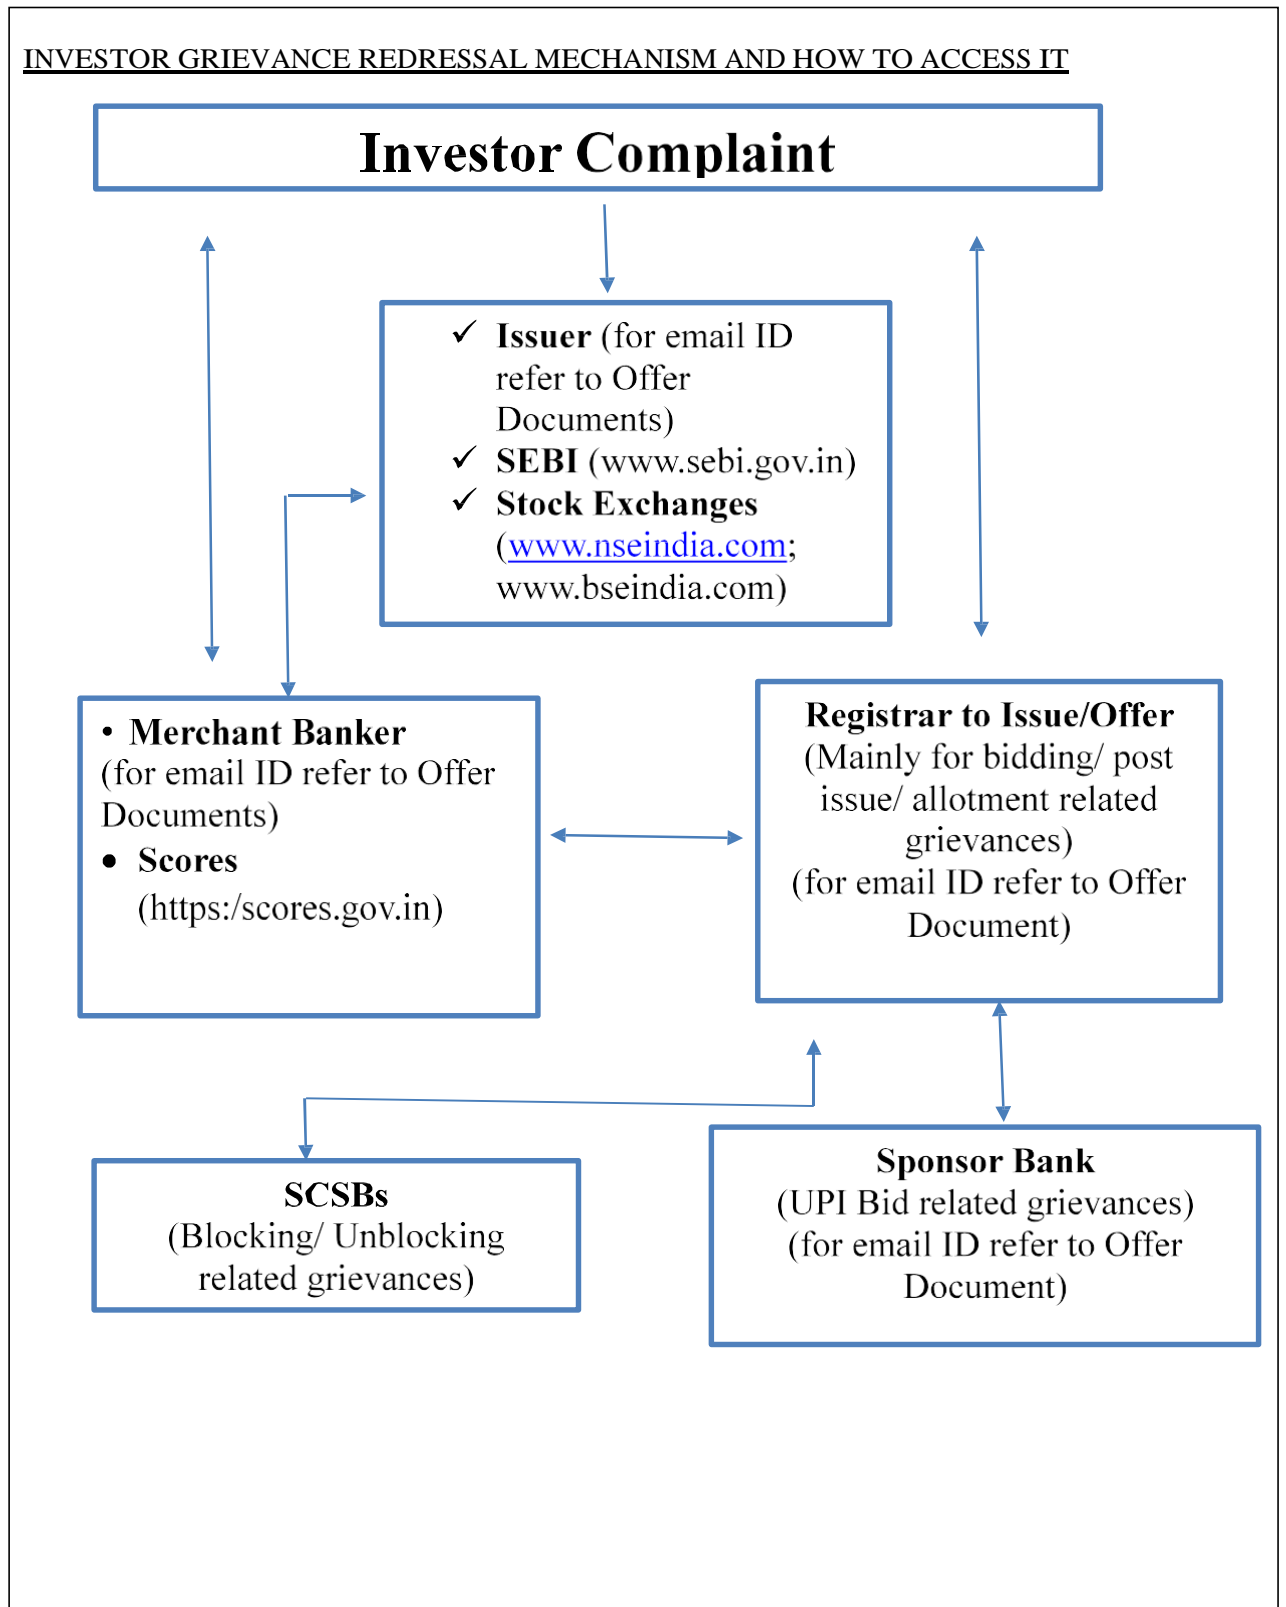 INVESTOR GRIEVANCE REDRESSAL MECHANISM AND HOW TO ACCESS IT
Investor Complaint
✓ Issuer (for email ID
refer to Offer
Documents)
✓ SEBI (www.sebi.gov.in)
✓ Stock Exchanges
(www.nseindia.com;
www.bseindia.com)
• Merchant Banker
(for email ID refer to Offer
Documents)
• Scores
(https:/scores.gov.in)
Registrar to Issue/Offer
(Mainly for bidding/ post
issue/ allotment related
grievances)
(for email ID refer to Offer
Document)
SCSBs
(Blocking/ Unblocking
related grievances)
Sponsor Bank
(UPI Bid related grievances)
(for email ID refer to Offer
Document)